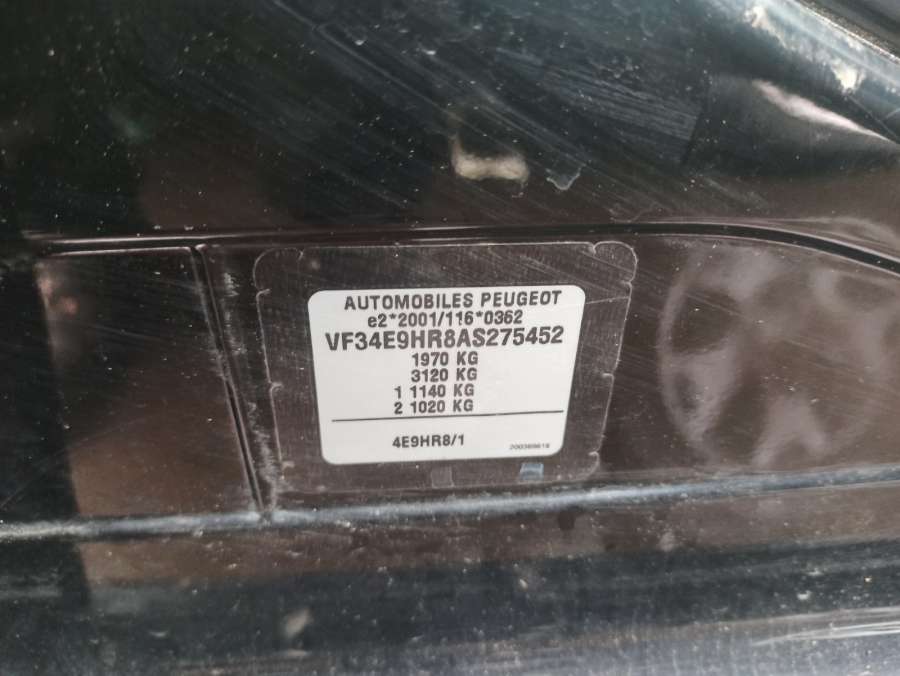 AUTOMOBILES PEUGEOT
e2*2001/116*0362
VF34E9HR8AS275452
1970 KG
3120 KG
1 1140 KG
2 1020 KG
4E9HR8/1